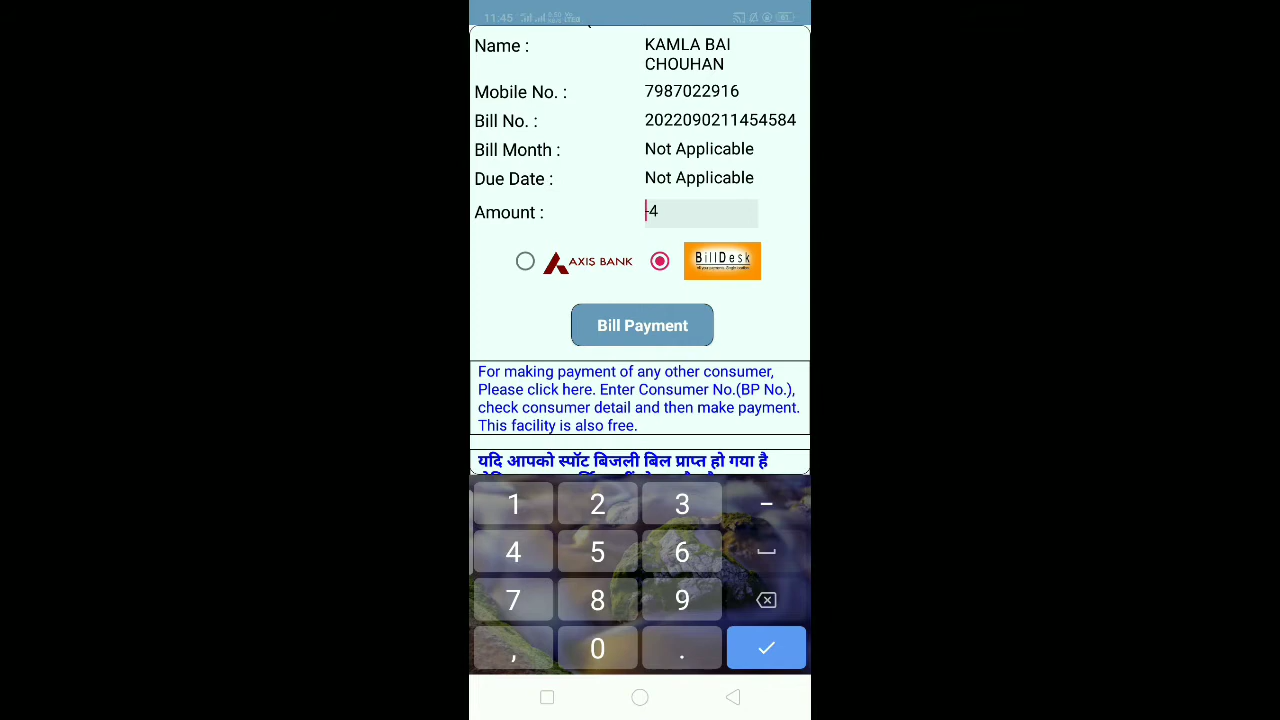 11.45
Name : KAMLA BAI
CHOUHAN
Mobile No. : 7987022916
Bill No. : 2022090211454584
Bill Month : Not Applicable
Due Date : Not Applicable
Amount : -4
AXIS BANK BillDesk
Bill Payment
For making payment of any other consumer,
Please click here. Enter Consumer No.(BP No.),
check consumer detail and then make payment.
This facility is also free.
यदि आपको स्पॉट बिजली बिल प्राप्त हो गया है
1 2 3 −
4 5 6
7 8 9
, 0 .